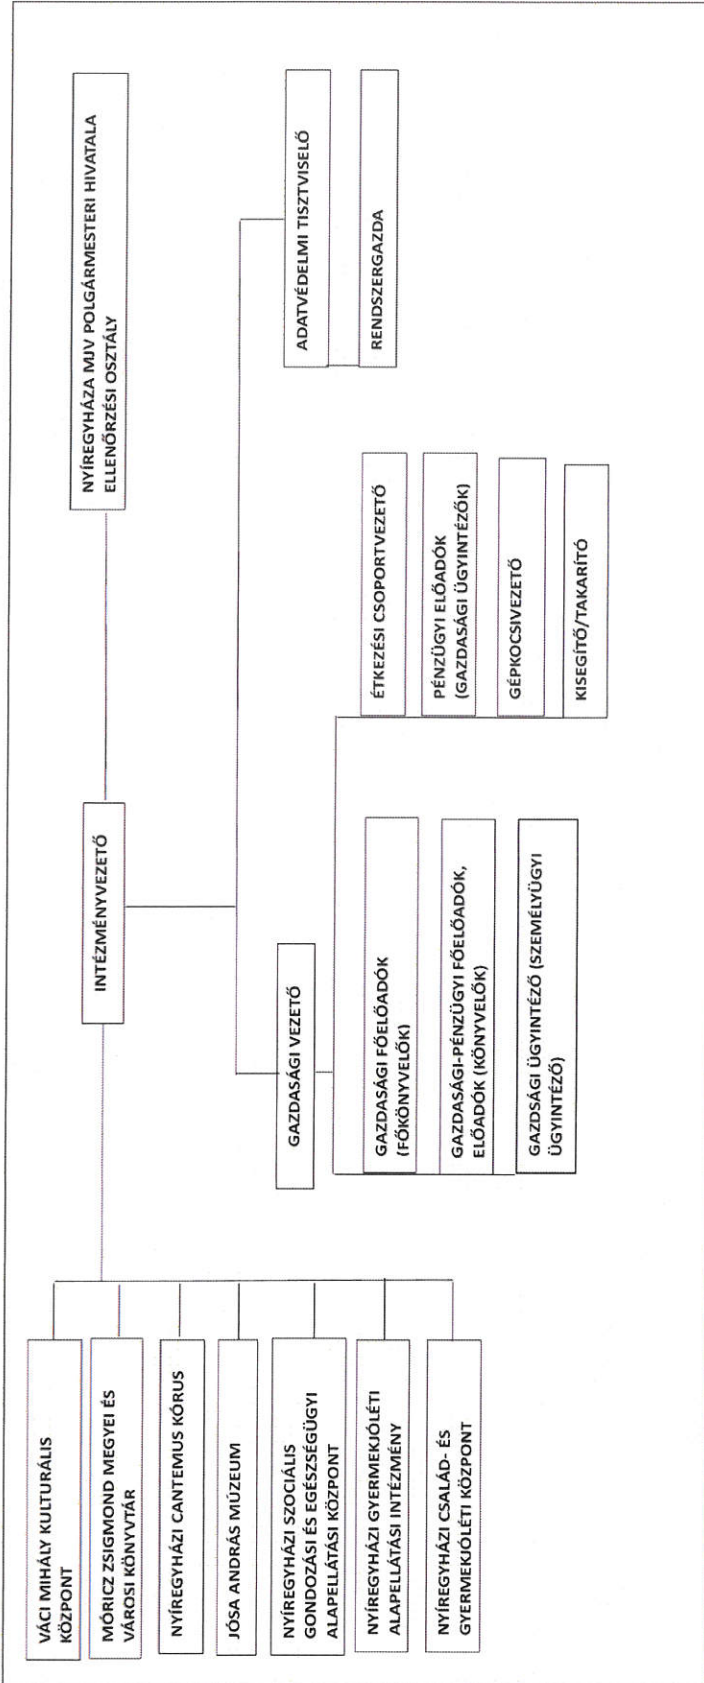 VÁCI MIHÁLY KULTURÁLIS
KÖZPONT
MÓRICZ ZSIGMOND MEGYEI ÉS
VÁROSI KÖNYVTÁR
NYÍREGYHÁZI CANTEMUS KÓRUS
JÓSA ANDRÁS MÚZEUM
NYÍREGYHÁZI SZOCIÁLIS
GONDOZÁSI ÉS EGÉSZSÉGÜGYI
ALAPELLÁTÁSI KÖZPONT
NYÍREGYHÁZI GYERMEKJÓLÉTI
ALAPELLÁTÁSI INTÉZMÉNY
NYÍREGYHÁZI CSALÁD- ÉS
GYERMEKJÓLÉTI KÖZPONT
INTÉZMÉNYVEZETŐ
NYÍREGYHÁZA MJV POLGÁRMESTERI HIVATALA
ELLENŐRZÉSI OSZTÁLY
GAZDASÁGI VEZETŐ
GAZDASÁGI FŐELŐADÓK
(FŐKÖNYVELŐK)
GAZDASÁGI-PÉNZÜGYI FŐELŐADÓK,
ELŐADÓK (KÖNYVELŐK)
GAZDSÁGI ÜGYINTÉZŐ (SZEMÉLYÜGYI
ÜGYINTÉZŐ)
ÉTKEZÉSI CSOPORTVEZETŐ
PÉNZÜGYI ELŐADÓK
(GAZDASÁGI ÜGYINTÉZŐK)
GÉPKOCSIVEZETŐ
KISEGÍTŐ/TAKARÍTÓ
ADATVÉDELMI TISZTVISELŐ
RENDSZERGAZDA